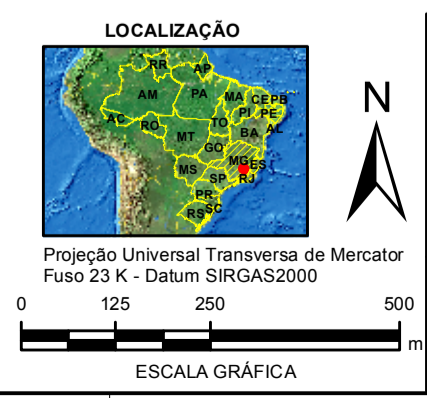 LOCALIZAÇÃO
RR AP
AM PA MA CE PB
PI PE
AC RO TO AL
MT BA
GO
MG ES
MS SP RJ
PR
SC
RS
N
Projeção Universal Transversa de Mercator
Fuso 23 K - Datum SIRGAS2000
0 125 250 500
m
ESCALA GRÁFICA